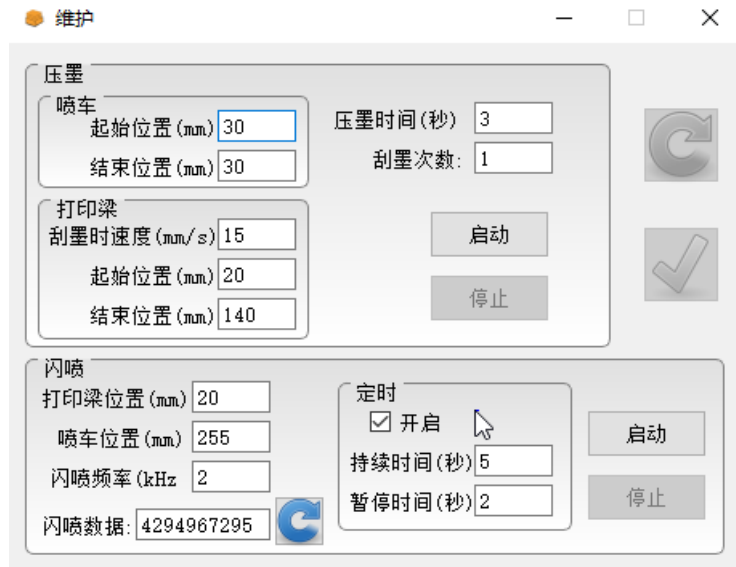 维护
压墨
喷车
起始位置(mm) 30
结束位置(mm) 30
压墨时间(秒) 3
刮墨次数: 1
打印梁
刮墨时速度(mm/s) 15
起始位置(mm) 20
结束位置(mm) 140
启动
停止
闪喷
打印梁位置(mm) 20
喷车位置(mm) 255
闪喷频率(kHz 2
闪喷数据: 4294967295
定时
开启
持续时间(秒) 5
暂停时间(秒) 2
启动
停止